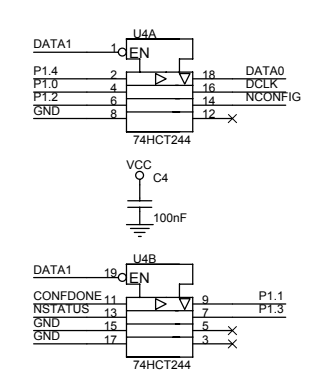 U4A
DATA1 1 EN
P1.4 2 18 DATA0
P1.0 4 16 DCLK
P1.2 6 14 NCONFIG
GND 8 12
74HCT244
VCC
C4
100nF
U4B
DATA1 19 EN
CONFDONE 11 9 P1.1
NSTATUS 13 7 P1.3
GND 15 5
GND 17 3
74HCT244